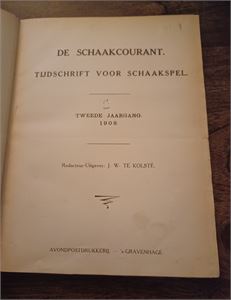 DE SCHAAKCOURANT.
TIJDSCHRIFT VOOR SCHAAKSPEL.
TWEEDE JAARGANG.
1908
Redacteur-Uitgever: J. W. TE KOLSTÉ.
AVONDPOSTDRUKKERIJ — 's-GRAVENHAGE.